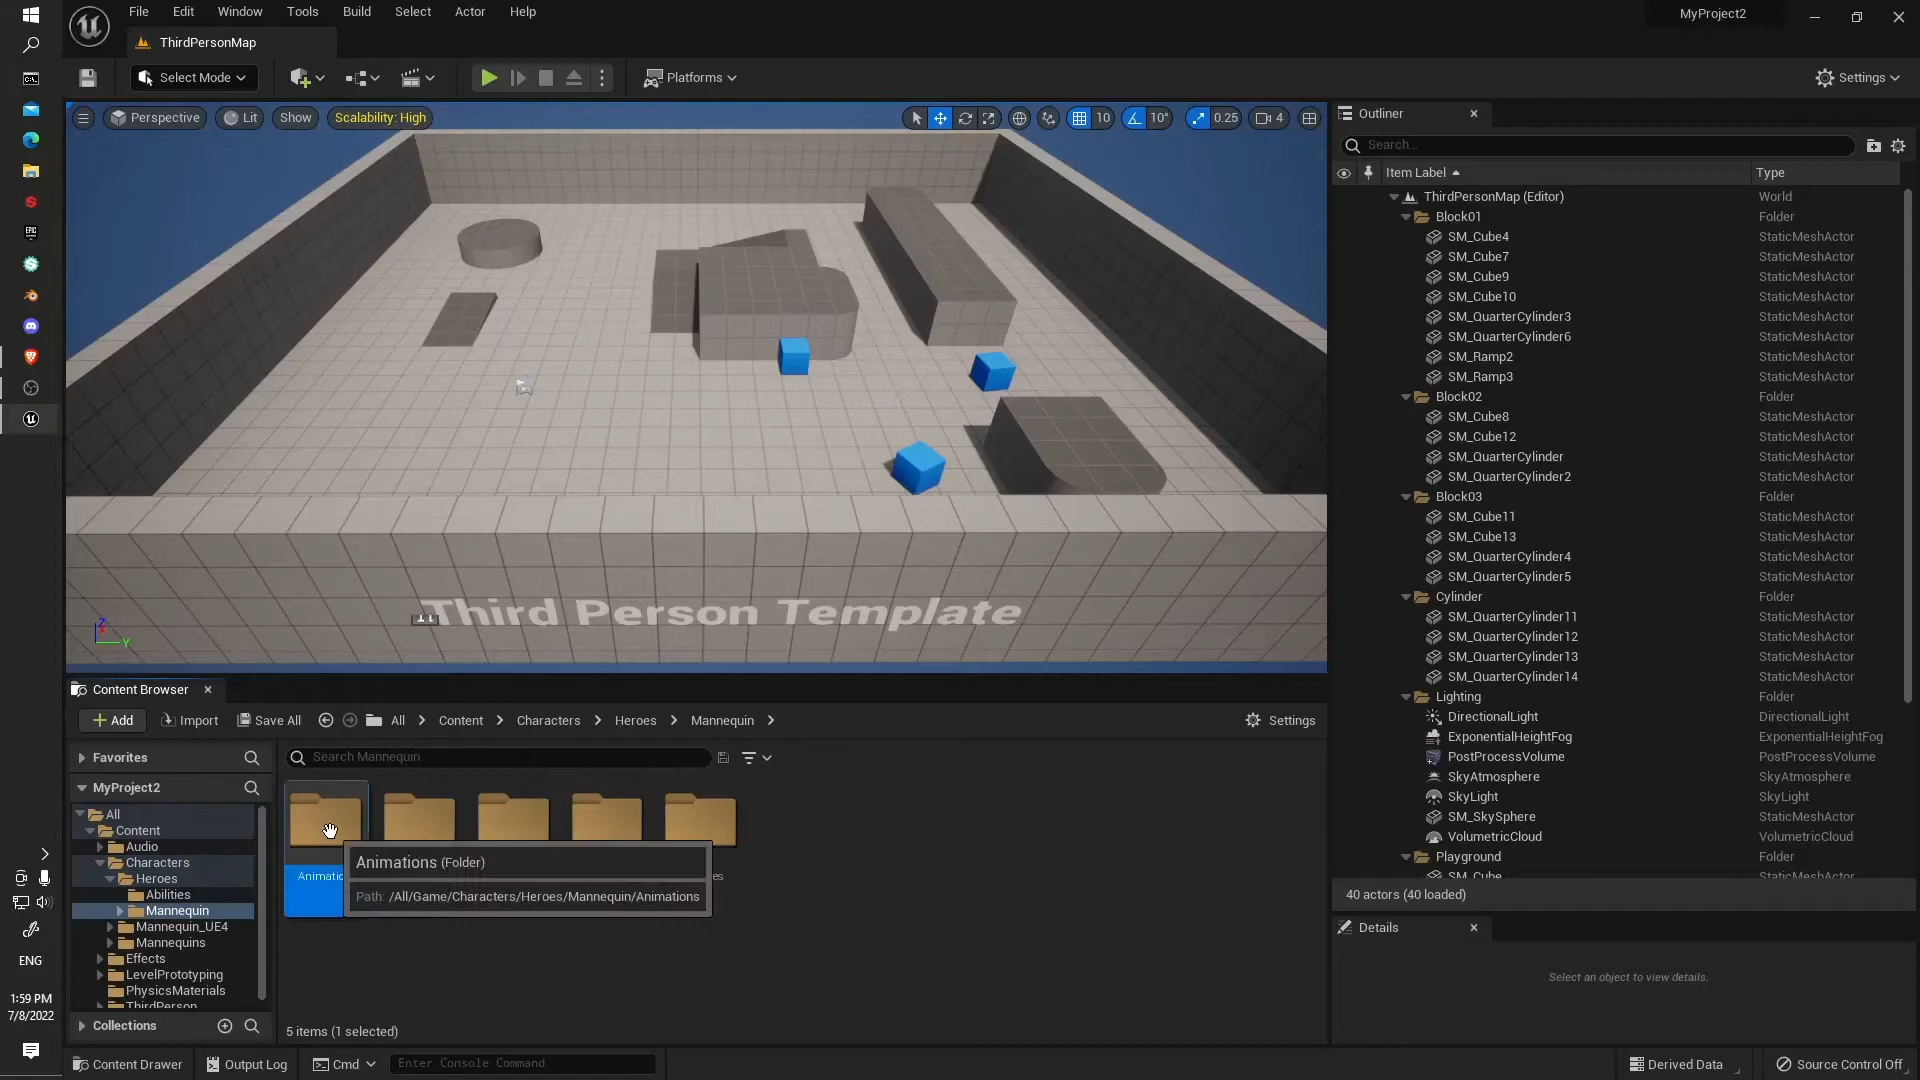 File Edit Window Tools Build Select Actor Help
MyProject2
ThirdPersonMap
Select Mode
Platforms
Settings
Perspective Lit Show Scalability: High
10 10° 0.25 4
Third Person Template
Z
Y
Outliner
Search...
Item Label Type
ThirdPersonMap (Editor) World
Block01 Folder
SM_Cube4 StaticMeshActor
SM_Cube7 StaticMeshActor
SM_Cube9 StaticMeshActor
SM_Cube10 StaticMeshActor
SM_QuarterCylinder3 StaticMeshActor
SM_QuarterCylinder6 StaticMeshActor
SM_Ramp2 StaticMeshActor
SM_Ramp3 StaticMeshActor
Block02 Folder
SM_Cube8 StaticMeshActor
SM_Cube12 StaticMeshActor
SM_QuarterCylinder StaticMeshActor
SM_QuarterCylinder2 StaticMeshActor
Block03 Folder
SM_Cube11 StaticMeshActor
SM_Cube13 StaticMeshActor
SM_QuarterCylinder4 StaticMeshActor
SM_QuarterCylinder5 StaticMeshActor
Cylinder Folder
SM_QuarterCylinder11 StaticMeshActor
SM_QuarterCylinder12 StaticMeshActor
SM_QuarterCylinder13 StaticMeshActor
SM_QuarterCylinder14 StaticMeshActor
Lighting Folder
DirectionalLight DirectionalLight
ExponentialHeightFog ExponentialHeightFog
PostProcessVolume PostProcessVolume
SkyAtmosphere SkyAtmosphere
SkyLight SkyLight
SM_SkySphere StaticMeshActor
VolumetricCloud VolumetricCloud
Playground Folder
SM_Cube StaticMeshActor
40 actors (40 loaded)
Details
Select an object to view details.
Content Browser
Add Import Save All All Content Characters Heroes Mannequin Settings
Favorites
Search Mannequin
MyProject2
All
Content
Audio
Characters
Heroes
Abilities
Mannequin
Mannequin_UE4
Mannequins
Effects
LevelPrototyping
PhysicsMaterials
ThirdPerson
Collections
Animations (Folder)
Path: /All/Game/Characters/Heroes/Mannequin/Animations
5 items (1 selected)
Content Drawer Output Log Cmd Enter Console Command Derived Data Source Control Off
EPIC
ENG
1:59 PM
7/8/2022